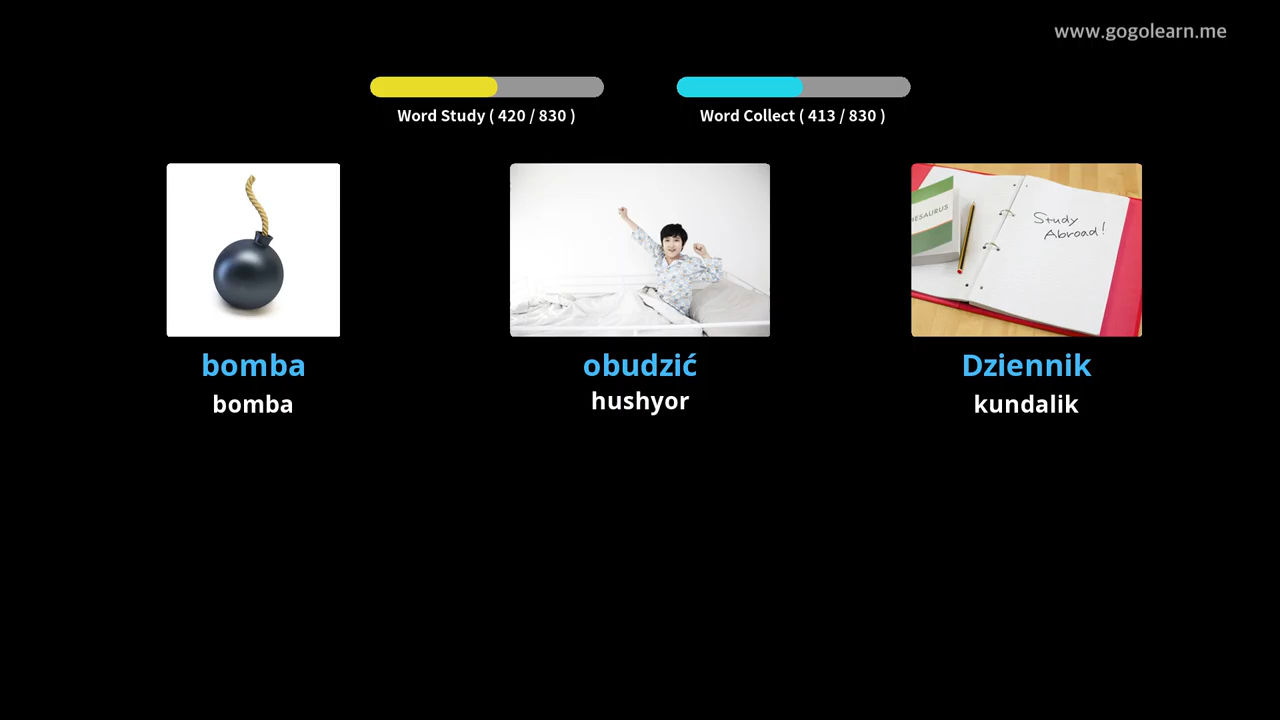 www.gogolearn.me
Word Study ( 420 / 830 )
Word Collect ( 413 / 830 )
HESAURUS
Study
Abroad!
bomba
obudzić
Dziennik
bomba
hushyor
kundalik